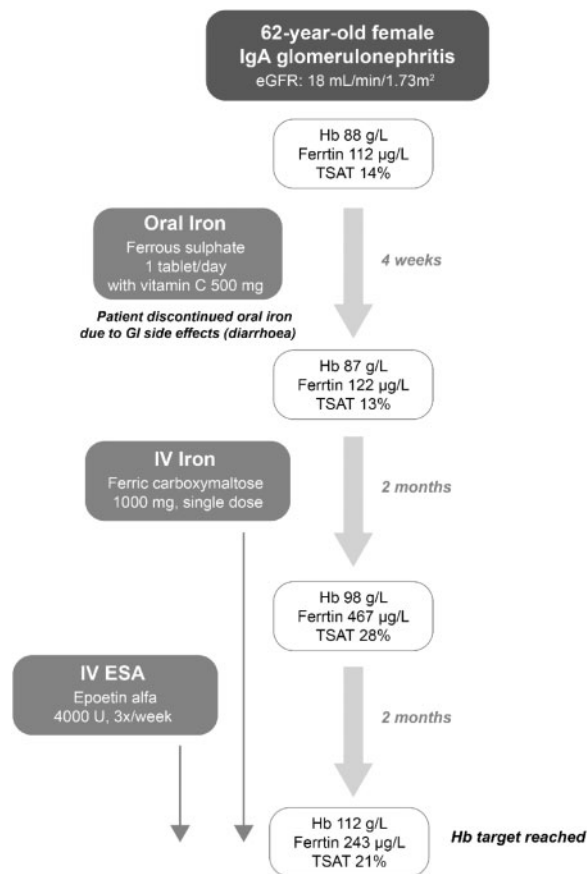 62-year-old female
IgA glomerulonephritis
eGFR: 18 mL/min/1.73m²
Hb 88 g/L
Ferrtin 112 µg/L
TSAT 14%
Oral Iron
Ferrous sulphate
1 tablet/day
with vitamin C 500 mg
4 weeks
Patient discontinued oral iron
due to GI side effects (diarrhoea)
Hb 87 g/L
Ferrtin 122 µg/L
TSAT 13%
IV Iron
Ferric carboxymaltose
1000 mg, single dose
2 months
Hb 98 g/L
Ferrtin 467 µg/L
TSAT 28%
IV ESA
Epoetin alfa
4000 U, 3x/week
2 months
Hb 112 g/L
Ferrtin 243 µg/L
TSAT 21%
Hb target reached